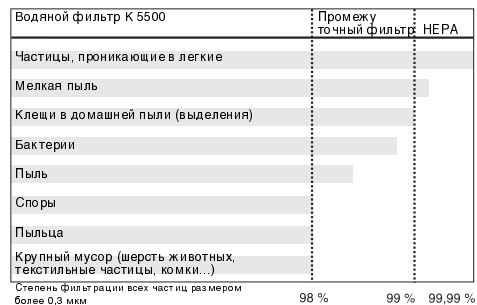 Водяной фильтр К 5500
Промежу
точный фильтр
HEPA
Частицы, проникающие в легкие
Мелкая пыль
Клещи в домашней пыли (выделения)
Бактерии
Пыль
Споры
Пыльца
Крупный мусор (шерсть животных,
текстильные частицы, комки...)
Степень фильтрации всех частиц размером
более 0,3 мкм
98 %
99 %
99,99 %